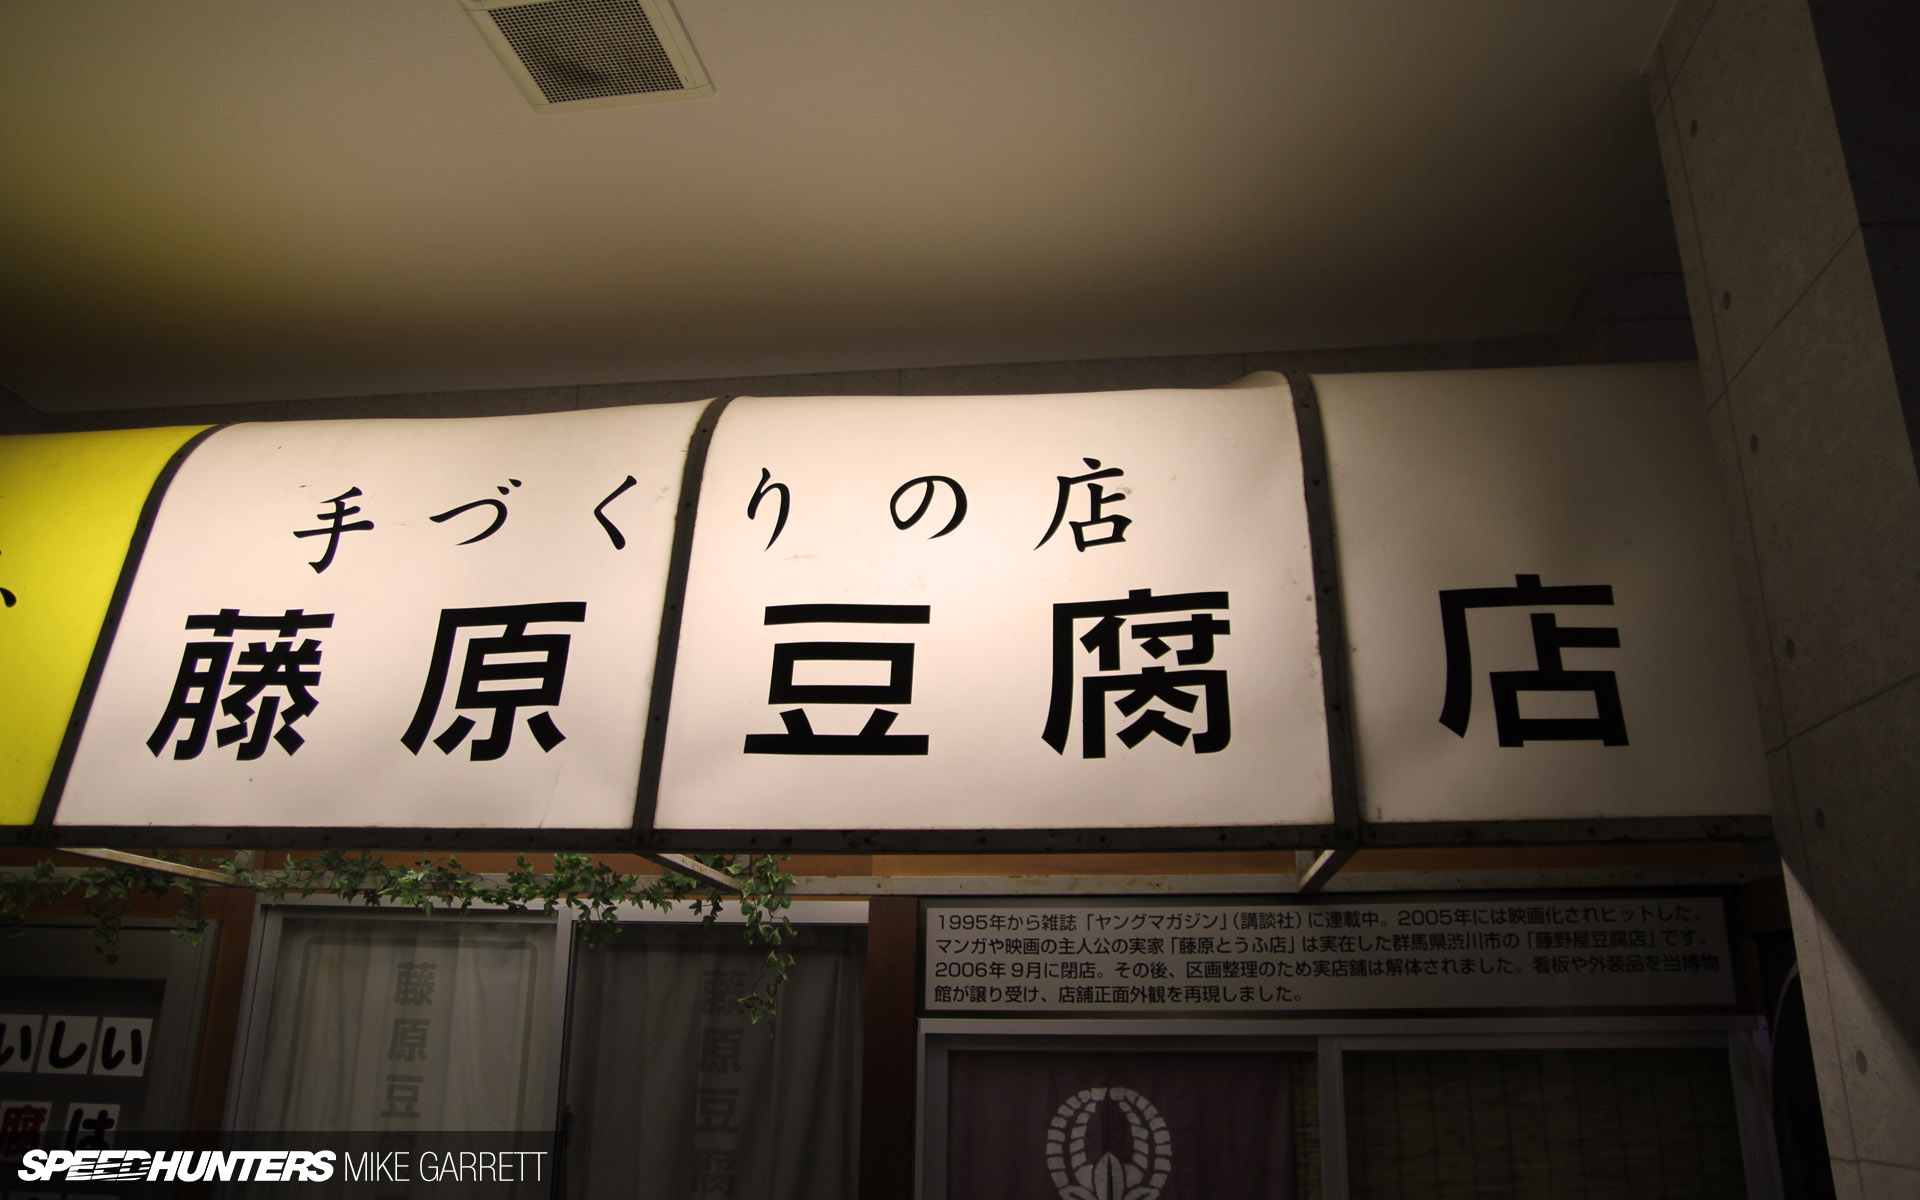 手づくりの店
藤原豆腐店
1995年から雑誌「ヤングマガジン」(講談社)に連載中。2005年には映画化されヒットした。
マンガや映画の主人公の実家「藤原とうふ店」は実在した群馬県渋川市の「藤野屋豆腐店」です。
2006年9月に閉店。その後、区画整理のため実店舗は解体されました。看板や外装品を当博物
館が譲り受け、店舗正面外観を再現しました。
藤原豆腐
藤原豆腐
いしい
腐は
SPEEDHUNTERS MIKE GARRETT